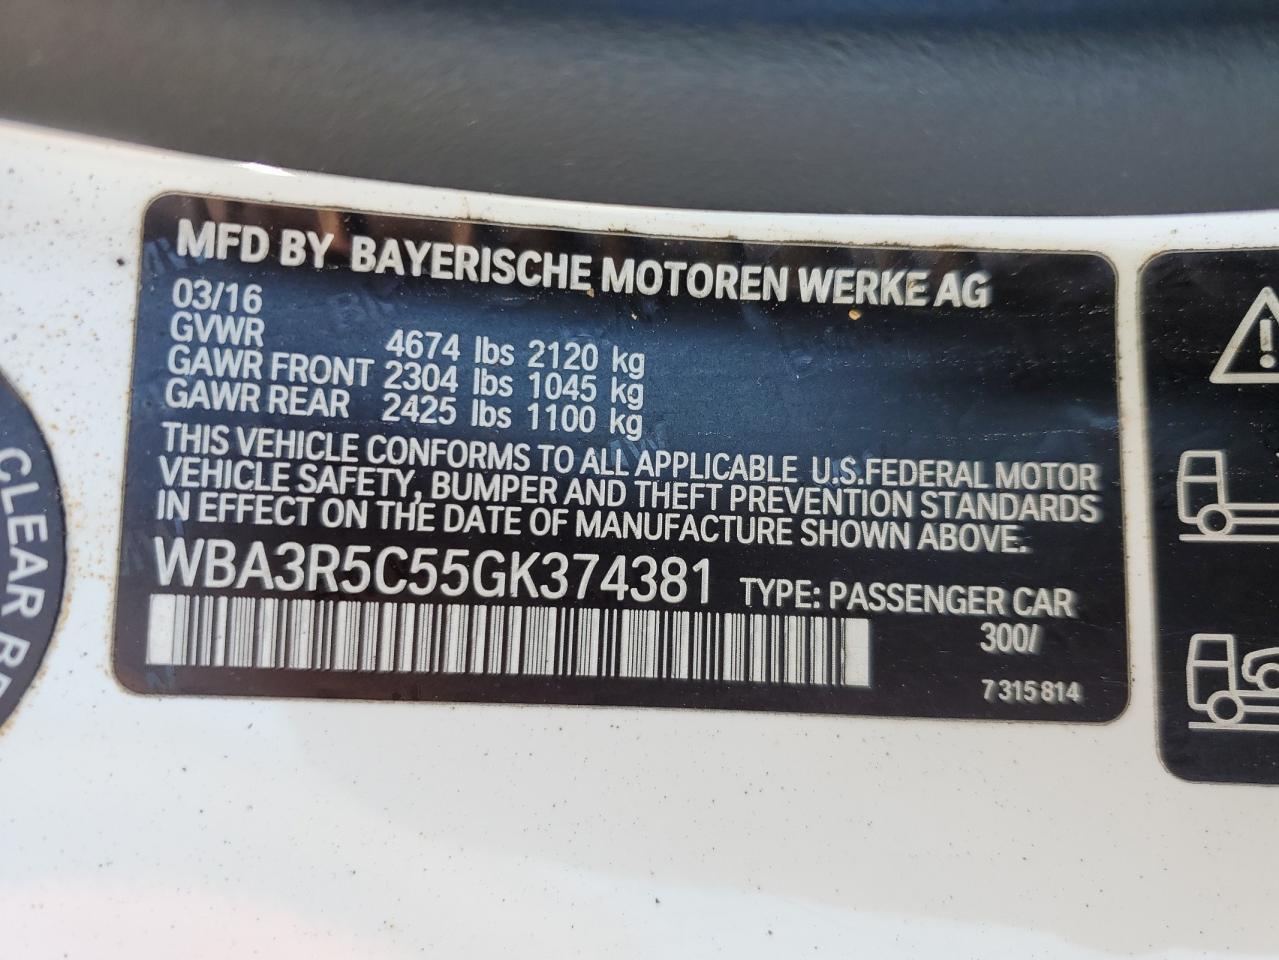 MFD BY BAYERISCHE MOTOREN WERKE AG
03/16
GVWR 4674 lbs 2120 kg
GAWR FRONT 2304 lbs 1045 kg
GAWR REAR 2425 lbs 1100 kg
THIS VEHICLE CONFORMS TO ALL APPLICABLE U.S.FEDERAL MOTOR
VEHICLE SAFETY, BUMPER AND THEFT PREVENTION STANDARDS
IN EFFECT ON THE DATE OF MANUFACTURE SHOWN ABOVE.
WBA3R5C55GK374381 TYPE: PASSENGER CAR
300/
7 315 814
CLEAR